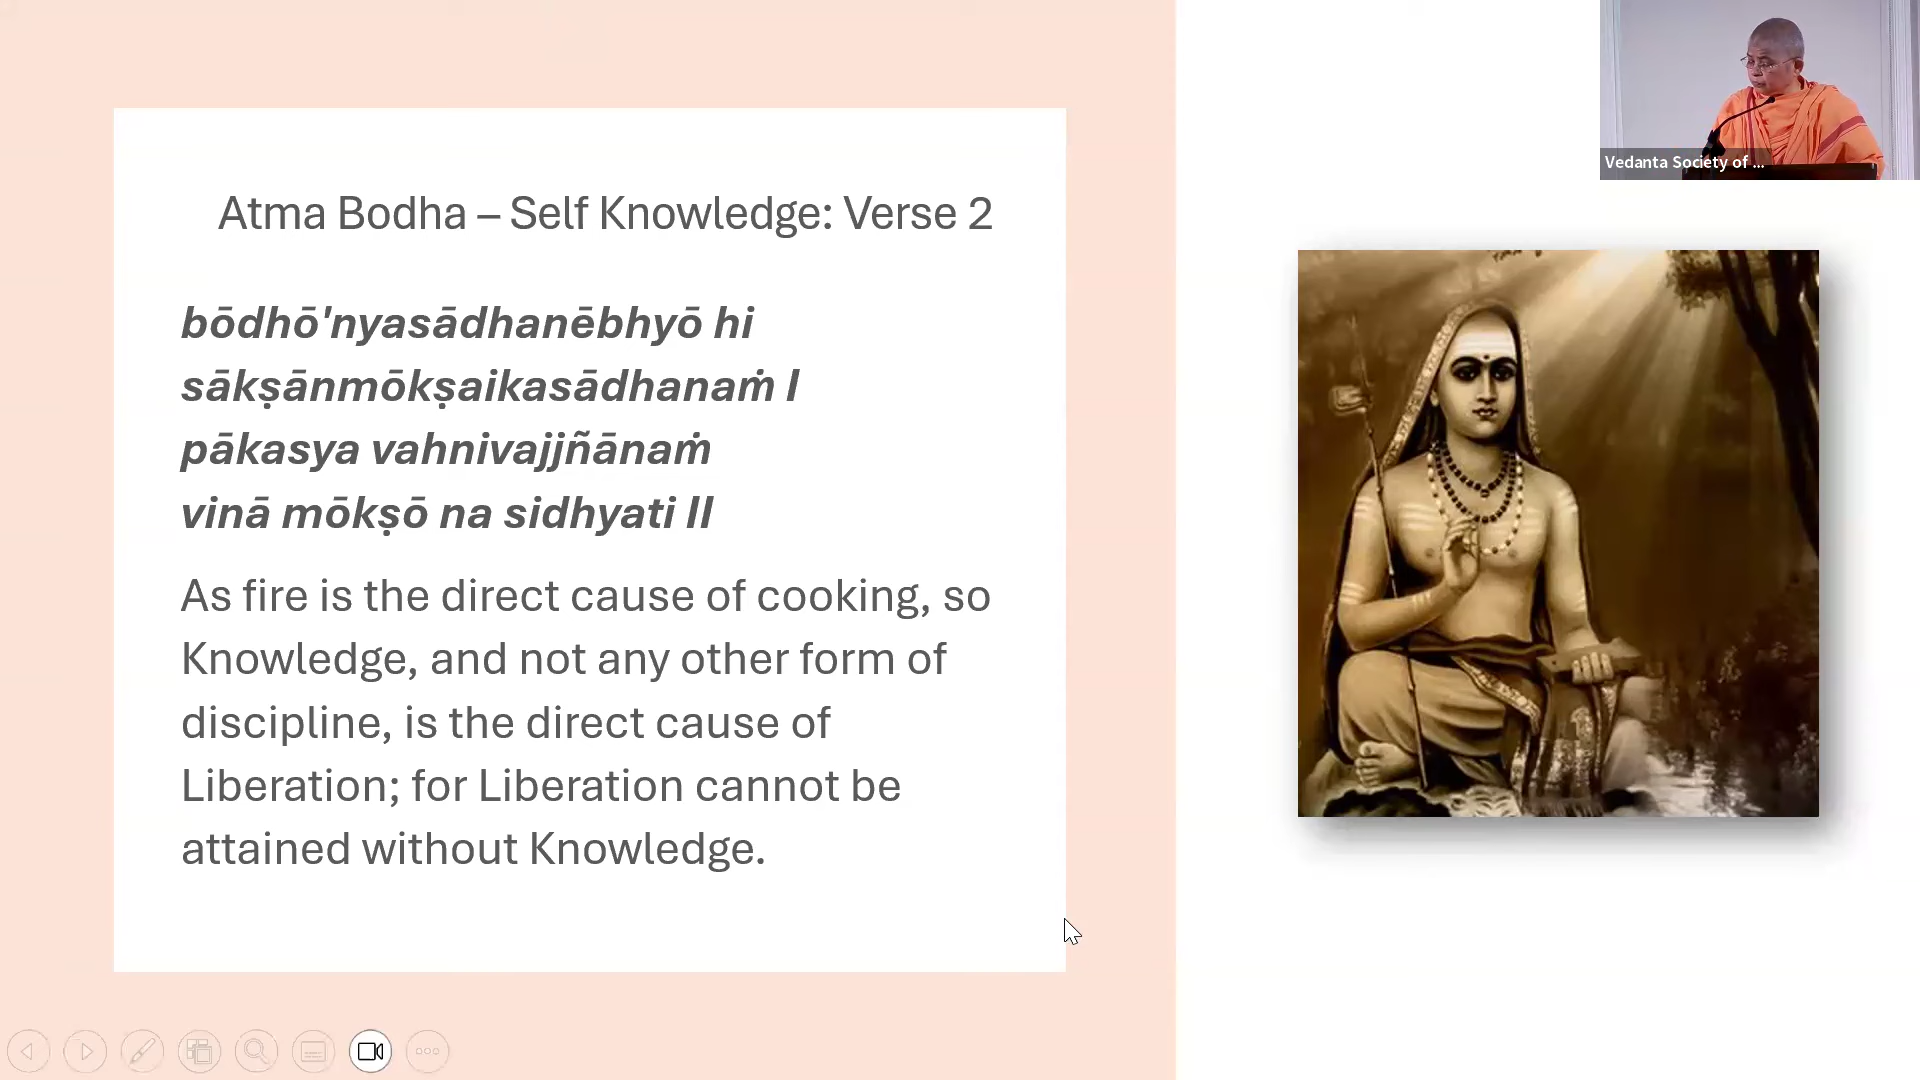 Atma Bodha – Self Knowledge: Verse 2
bōdhō'nyasādhanēbhyō hi
sākṣānmōkṣaikasādhanaṁ l
pākasya vahnivajjñānaṁ
vinā mōkṣō na sidhyati ll
As fire is the direct cause of cooking, so
Knowledge, and not any other form of
discipline, is the direct cause of
Liberation; for Liberation cannot be
attained without Knowledge.
Vedanta Society of ...